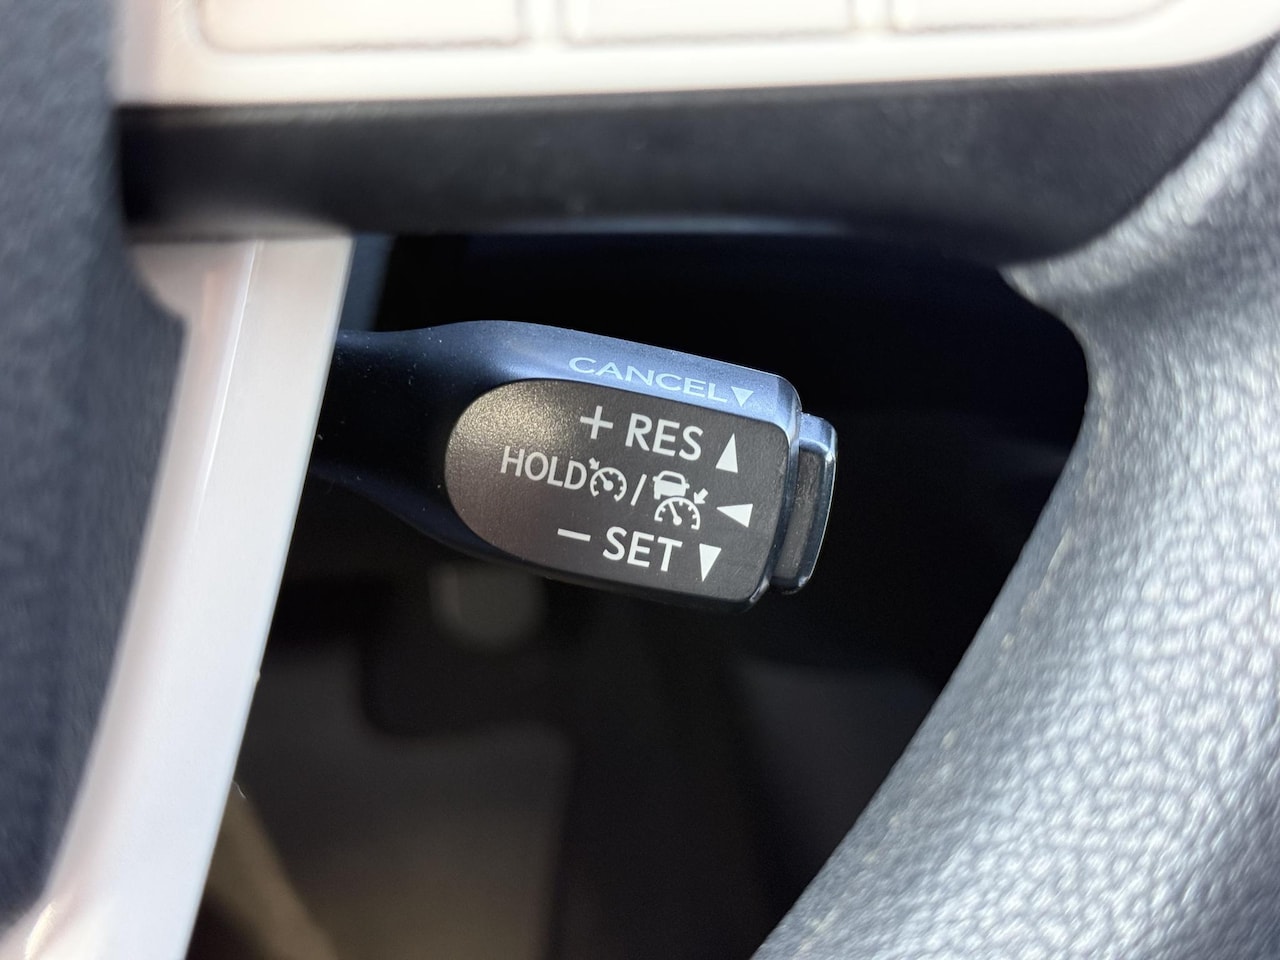 CANCEL▼
+ RES ▲
HOLD / ◀
− SET ▼